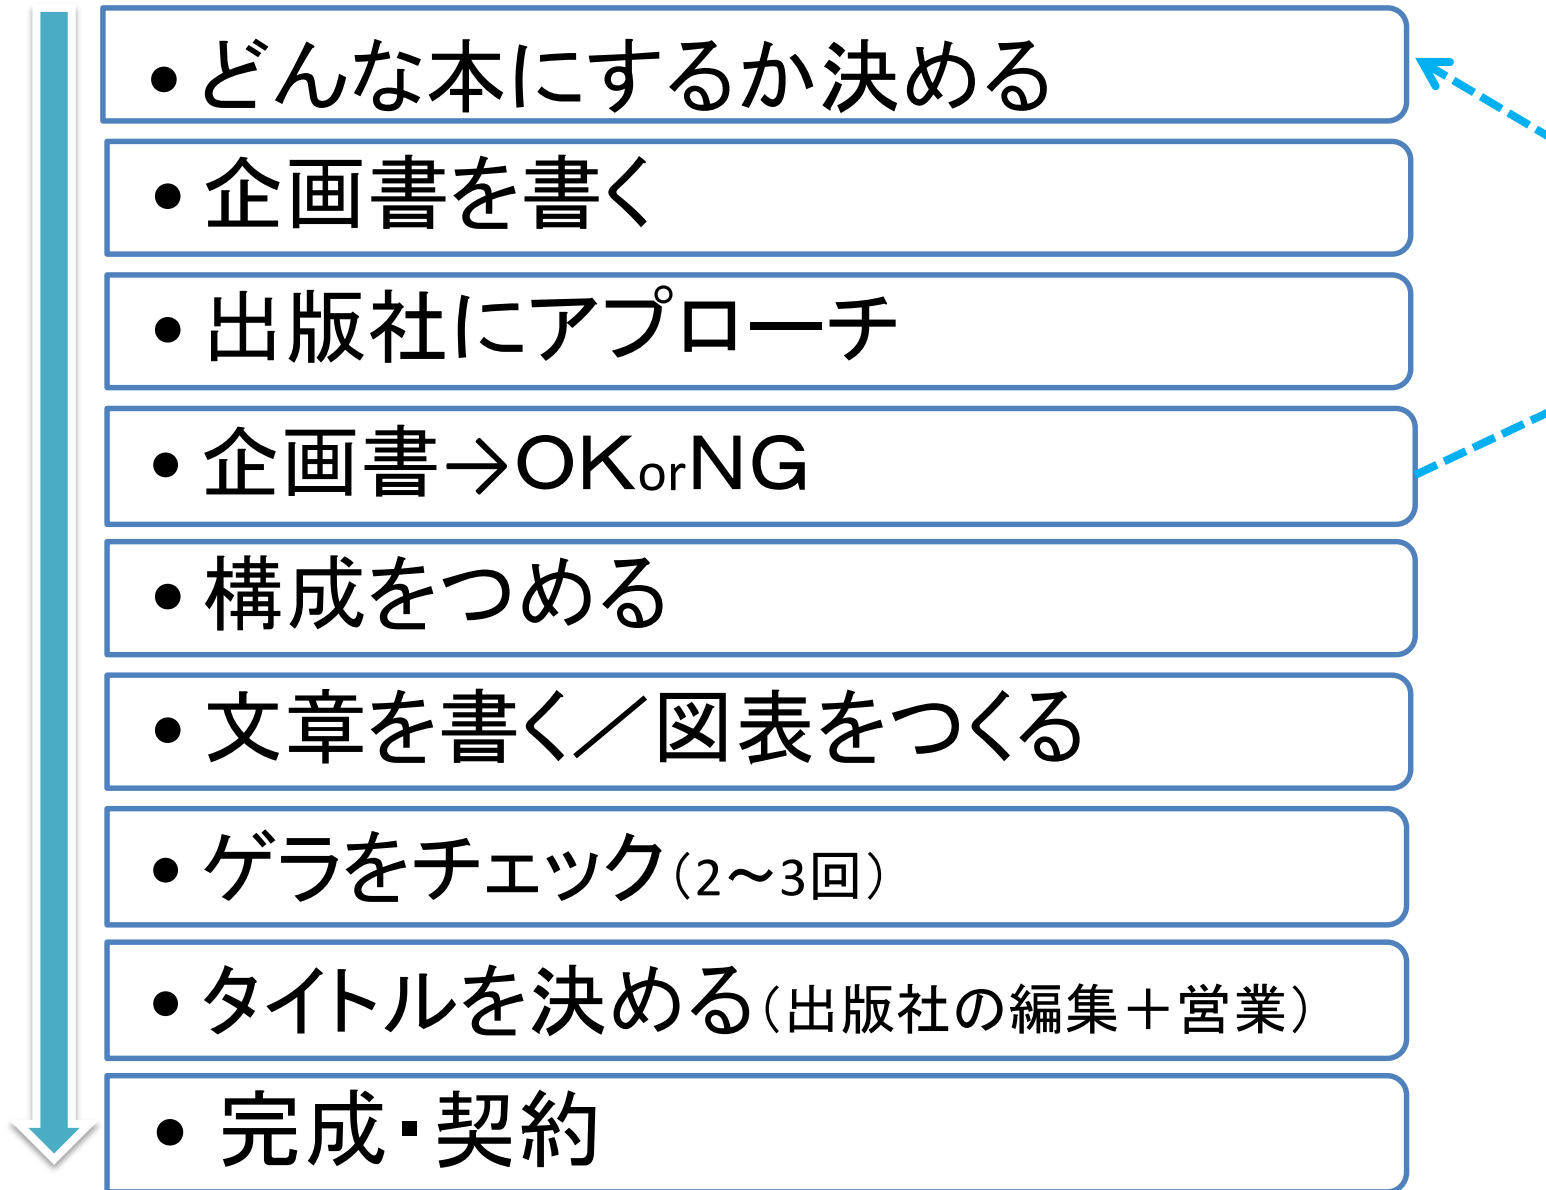 • どんな本にするか決める
• 企画書を書く
• 出版社にアプローチ
• 企画書→OKorNG
• 構成をつめる
• 文章を書く／図表をつくる
• ゲラをチェック（2～3回）
• タイトルを決める（出版社の編集＋営業）
• 完成・契約